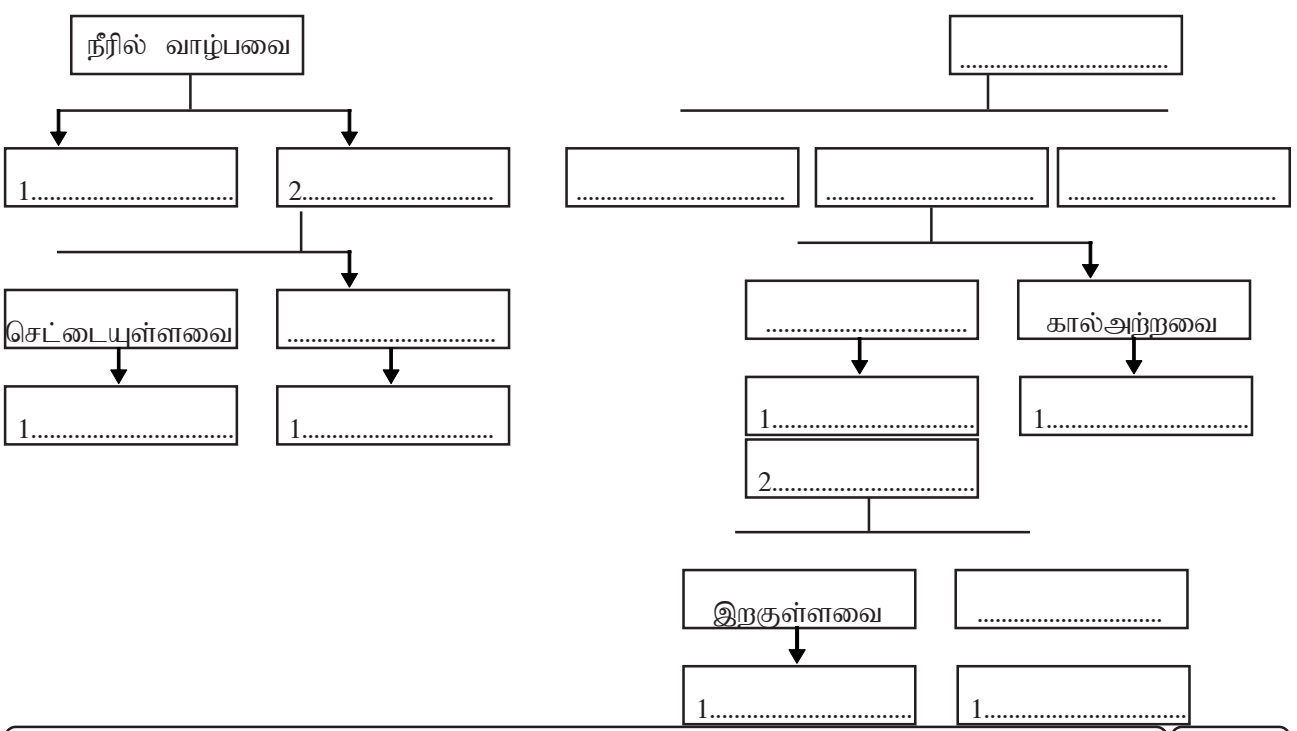 நீரில் வாழ்பவை
................................
1................................ 2..............................
................................ ................................ ................................
செட்டையுள்ளவை ................................
................................ கால்அற்றவை
1................................ 1..............................
1................................ 1................................
2................................
இறகுள்ளவை .............................
1................................ 1................................